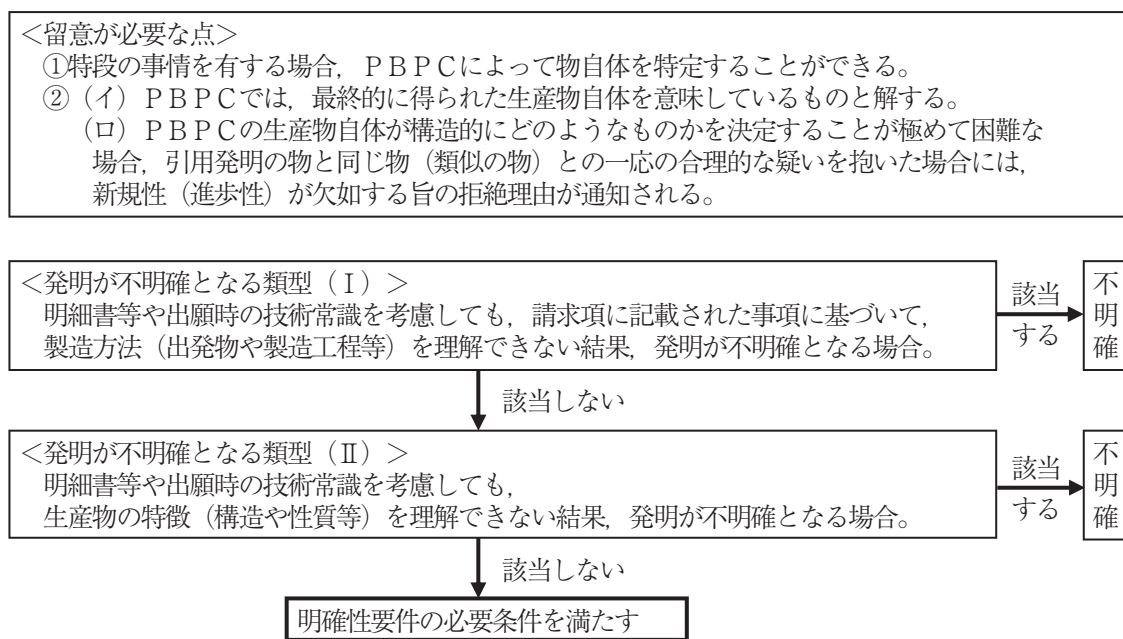 ＜留意が必要な点＞
①特段の事情を有する場合，ＰＢＰＣによって物自体を特定することができる。
②（イ）ＰＢＰＣでは，最終的に得られた生産物自体を意味しているものと解する。
（ロ）ＰＢＰＣの生産物自体が構造的にどのようなものかを決定することが極めて困難な
場合，引用発明の物と同じ物（類似の物）との一応の合理的な疑いを抱いた場合には，
新規性（進歩性）が欠如する旨の拒絶理由が通知される。
＜発明が不明確となる類型（Ⅰ）＞
明細書等や出願時の技術常識を考慮しても，請求項に記載された事項に基づいて，
製造方法（出発物や製造工程等）を理解できない結果，発明が不明確となる場合。
該当
する
不明確
該当しない
＜発明が不明確となる類型（Ⅱ）＞
明細書等や出願時の技術常識を考慮しても，
生産物の特徴（構造や性質等）を理解できない結果，発明が不明確となる場合。
該当
する
不明確
該当しない
明確性要件の必要条件を満たす